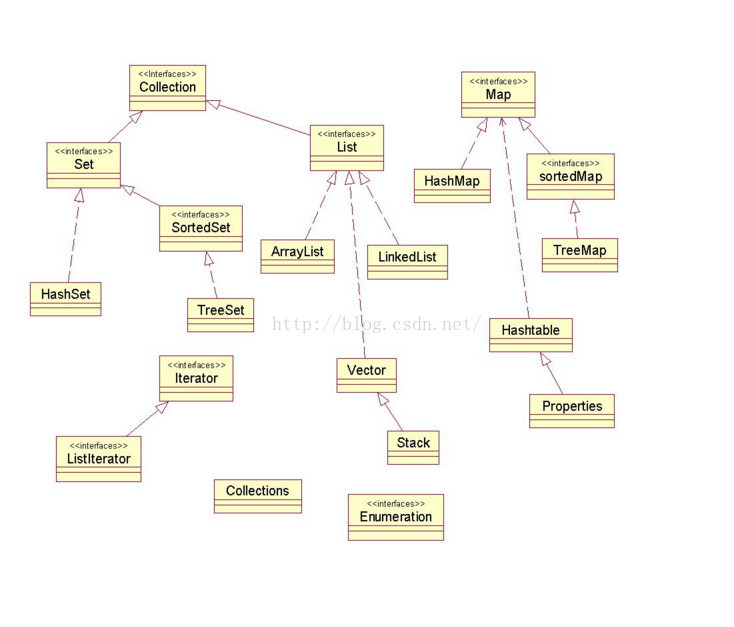 <<Interfaces>>
Collection
<<interfaces>>
Map
<<interfaces>>
List
<<interfaces>>
Set
<<interfaces>>
sortedMap
HashMap
<<interfaces>>
SortedSet
ArrayList
LinkedList
TreeMap
HashSet
TreeSet
http://blog.csdn.net/
Hashtable
<<interfaces>>
Iterator
Vector
Properties
<<interfaces>>
ListIterator
Stack
Collections
<<interfaces>>
Enumeration